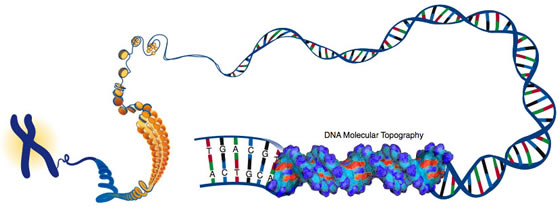 DNA Molecular Topography
T G A C G T
A C T G C A